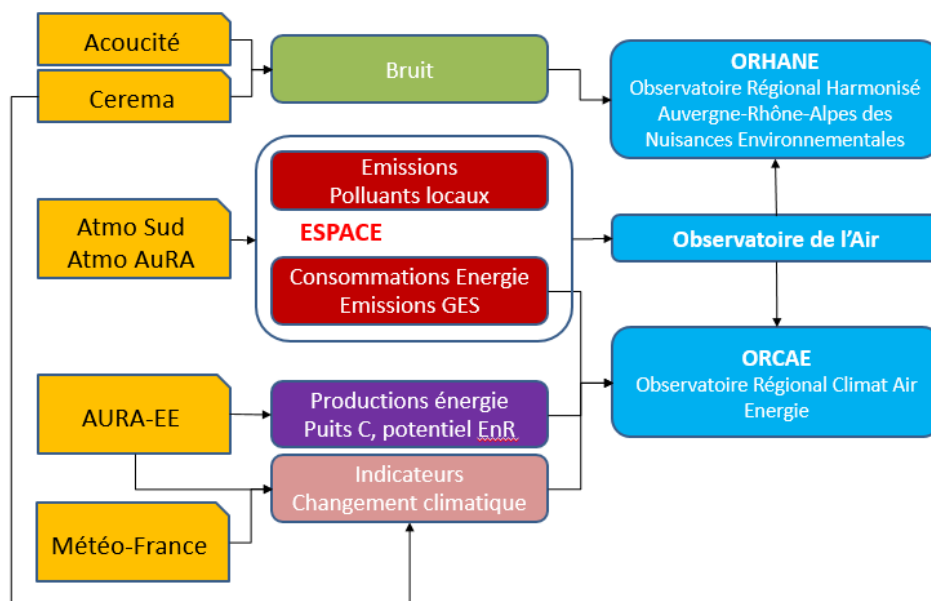 Acoucité
Cerema
Bruit
ORHANE
Observatoire Régional Harmonisé
Auvergne-Rhône-Alpes des
Nuisances Environnementales
Atmo Sud
Atmo AuRA
Emissions
Polluants locaux
ESPACE
Consommations Energie
Emissions GES
Observatoire de l’Air
ORCAE
Observatoire Régional Climat Air
Energie
AURA-EE
Productions énergie
Puits C, potentiel EnR
Indicateurs
Changement climatique
Météo-France